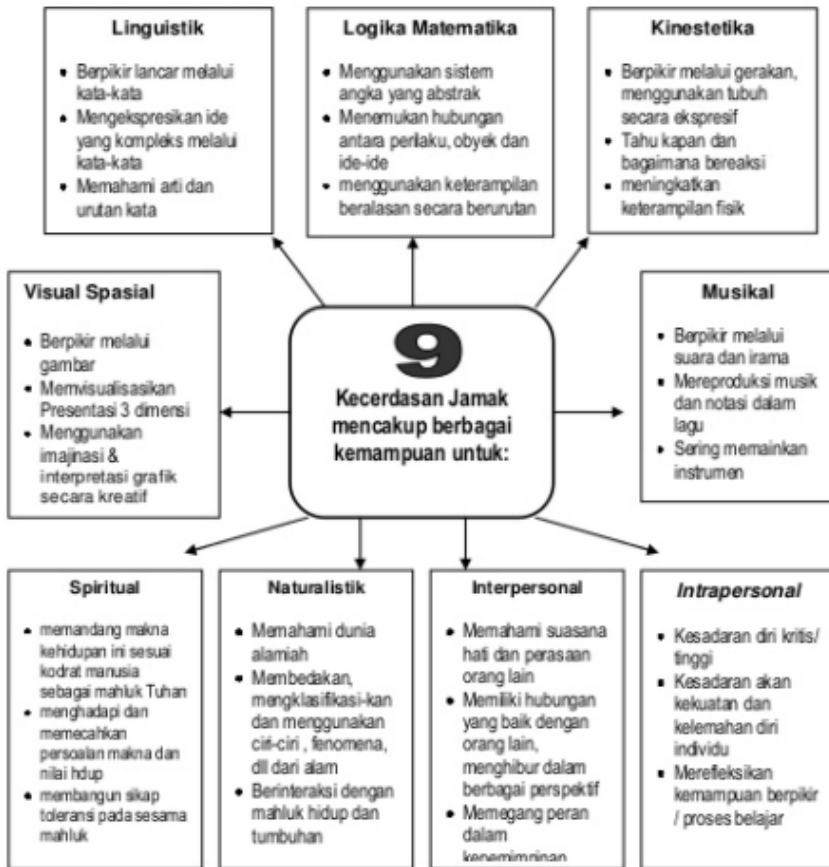 Linguistik
Berpikir lancar melalui
kata-kata
Mengekspresikan ide
yang kompleks melalui
kata-kata
Memahami arti dan
urutan kata
Logika Matematika
Menggunakan sistem
angka yang abstrak
Menemukan hubungan
antara perilaku, obyek dan
ide-ide
menggunakan keterampilan
beralasan secara berurutan
Kinestetika
Berpikir melalui gerakan,
menggunakan tubuh
secara ekspresif
Tahu kapan dan
bagaimana bereaksi
meningkatkan
keterampilan fisik
Visual Spasial
Berpikir melalui
gambar
Memvisualisasikan
Presentasi 3 dimensi
Menggunakan
imajinasi &
interpretasi grafik
secara kreatif
9
Kecerdasan Jamak
mencakup berbagai
kemampuan untuk:
Musikal
Berpikir melalui
suara dan irama
Mereproduksi musik
dan notasi dalam
lagu
Sering memainkan
instrumen
Spiritual
memandang makna
kehidupan ini sesuai
kodrat manusia
sebagai mahluk Tuhan
menghadapi dan
memecahkan
persoalan makna dan
nilai hdup
membangun sikap
toleransi pada sesama
mahluk
Naturalistik
Memahami dunia
alamiah
Membedakan,
mengklasifikasi-kan
dan menggunakan
ciri-ciri , fenomena,
dll dari alam
Berinteraksi dengan
mahluk hidup dan
tumbuhan
Interpersonal
Memahami suasana
hati dan perasaan
orang lain
Memiliki hubungan
yang baik dengan
orang lain,
menghibur dalam
berbagai perspektif
Memegang peran
dalam
kepemimpinan
Intrapersonal
Kesadaran diri kritis/
tinggi
Kesadaran akan
kekuatan dan
kelemahan diri
individu
Merefleksikan
kemampuan berpikir
/ proses belajar